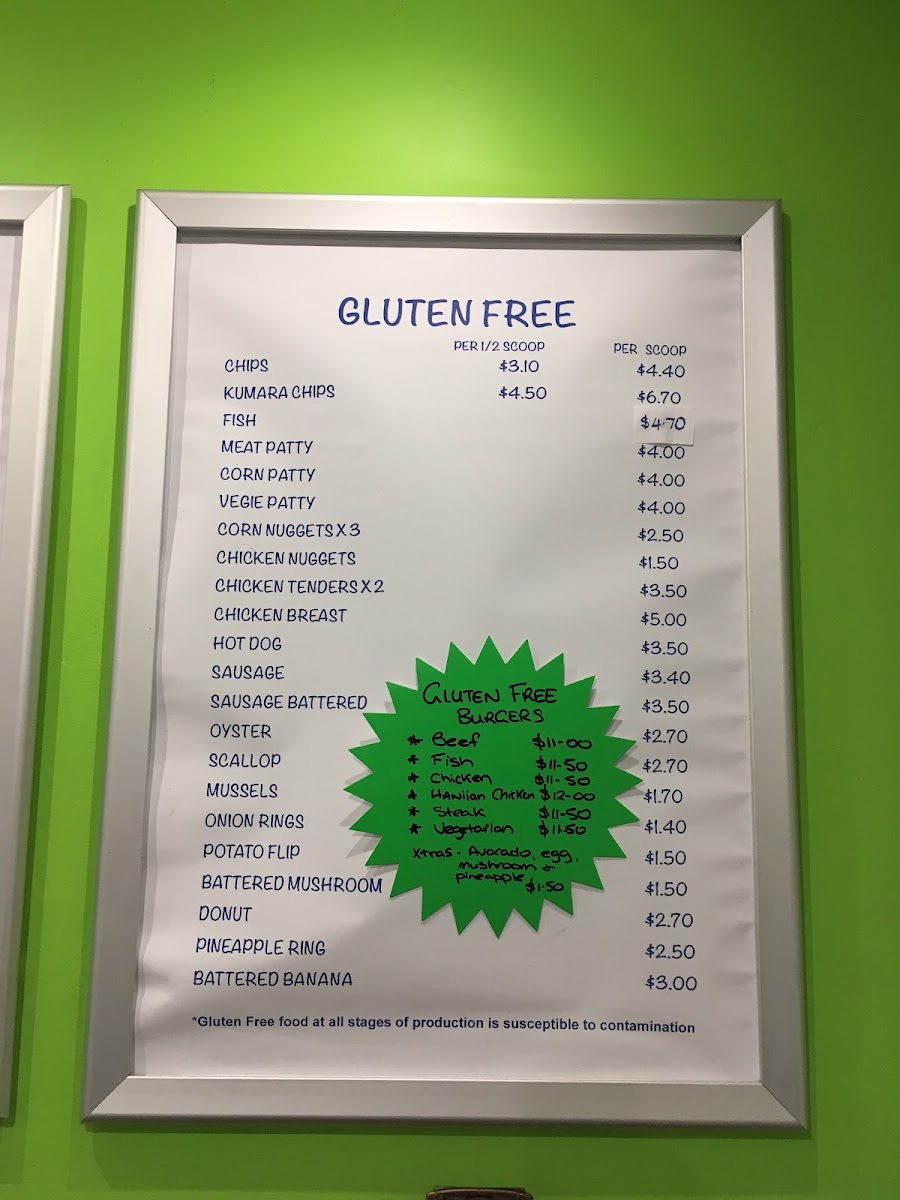 GLUTEN FREE
PER 1/2 SCOOP PER SCOOP
CHIPS $3.10 $4.40
KUMARA CHIPS $4.50 $6.70
FISH $4.70
MEAT PATTY $4.00
CORN PATTY $4.00
VEGIE PATTY $4.00
CORN NUGGETS X 3 $2.50
CHICKEN NUGGETS $1.50
CHICKEN TENDERS X 2 $3.50
CHICKEN BREAST $5.00
HOT DOG $3.50
SAUSAGE $3.40
SAUSAGE BATTERED $3.50
OYSTER $2.70
SCALLOP $2.70
MUSSELS $1.70
ONION RINGS $1.40
POTATO FLIP $1.50
BATTERED MUSHROOM $1.50
DONUT $2.70
PINEAPPLE RING $2.50
BATTERED BANANA $3.00
*Gluten Free food at all stages of production is susceptible to contamination
GLUTEN FREE
BURGERS
* Beef $11-00
* Fish $11-50
* Chicken $11-50
* HAWiian Chicken $12-00
* Steak $11-50
* Vegetarian $11.50
Xtras - Avocado, egg,
mushroom &
pineapple $1.50